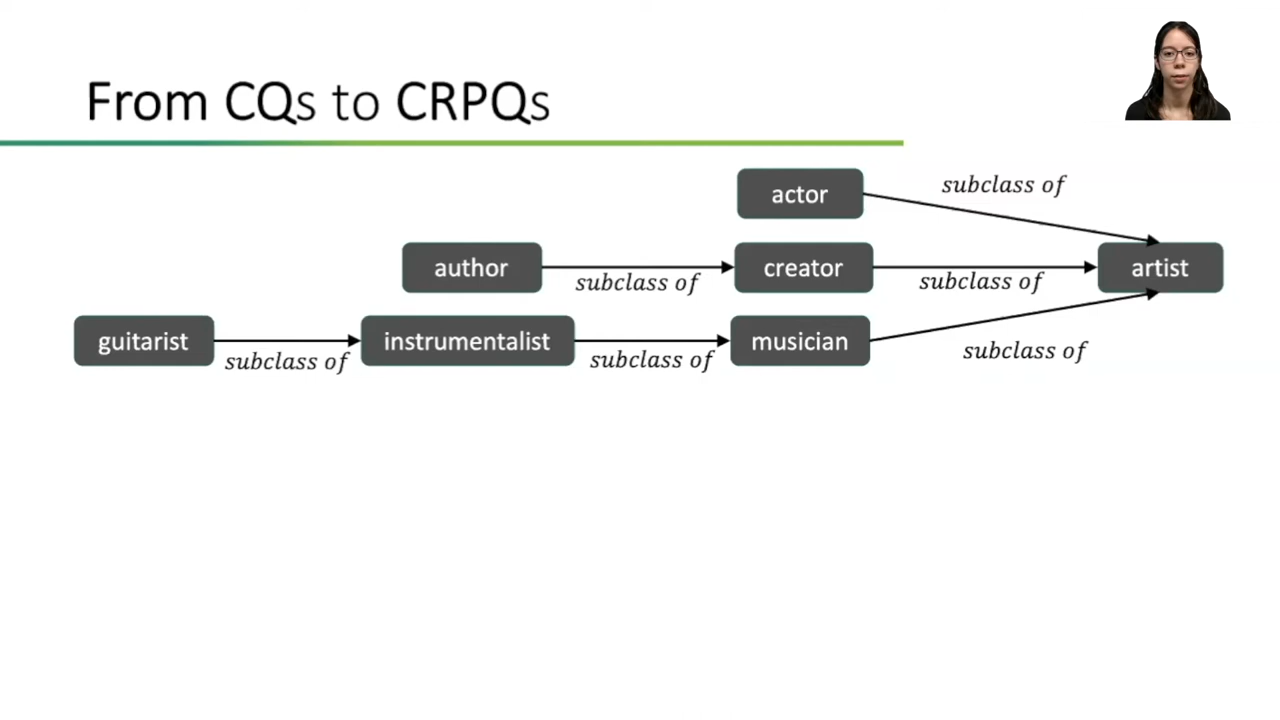 From CQs to CRPQs
actor
subclass of
author
subclass of
creator
subclass of
artist
guitarist
subclass of
instrumentalist
subclass of
musician
subclass of